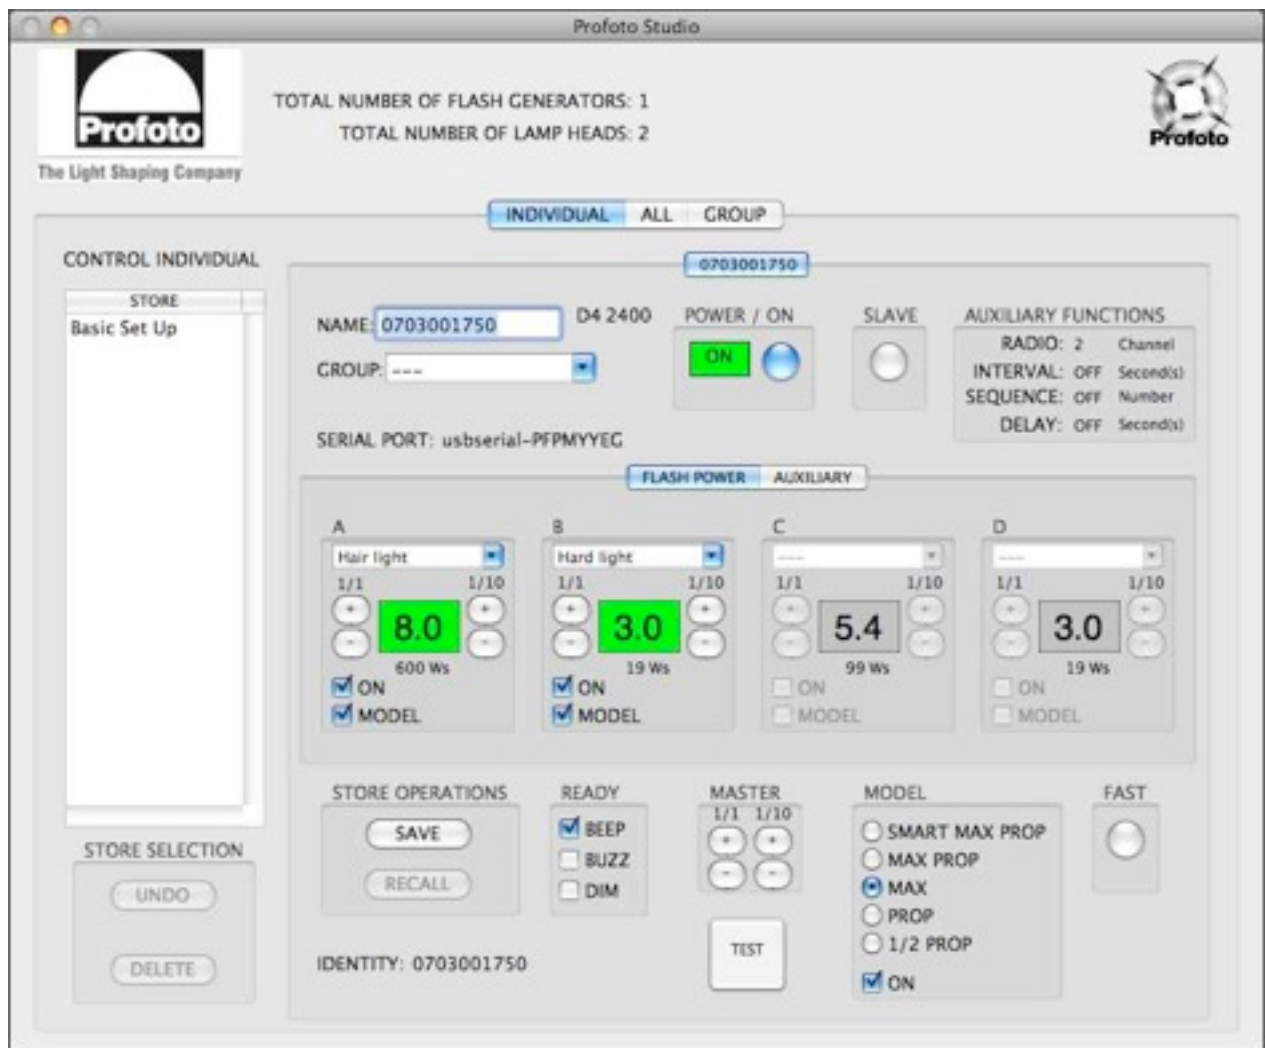 Profoto Studio
Profoto
The Light Shaping Company
TOTAL NUMBER OF FLASH GENERATORS: 1
TOTAL NUMBER OF LAMP HEADS: 2
Profoto
INDIVIDUAL ALL GROUP
CONTROL INDIVIDUAL
STORE
Basic Set Up
0703001750
NAME: 0703001750 D4 2400
GROUP: ---
SERIAL PORT: usbserial-PFPMYYEG
POWER / ON
ON
SLAVE
AUXILIARY FUNCTIONS
RADIO: 2 Channel
INTERVAL: OFF Second(s)
SEQUENCE: OFF Number
DELAY: OFF Second(s)
FLASH POWER AUXILIARY
A
Hair light
1/1 1/10
+ +
8.0
- -
600 Ws
ON
MODEL
B
Hard light
1/1 1/10
+ +
3.0
- -
19 Ws
ON
MODEL
C
---
1/1 1/10
+ +
5.4
- -
99 Ws
ON
MODEL
D
---
1/1 1/10
+ +
3.0
- -
19 Ws
ON
MODEL
STORE SELECTION
UNDO
DELETE
STORE OPERATIONS
SAVE
RECALL
READY
BEEP
BUZZ
DIM
MASTER
1/1 1/10
+ +
- -
TEST
MODEL
SMART MAX PROP
MAX PROP
MAX
PROP
1/2 PROP
ON
FAST
IDENTITY: 0703001750